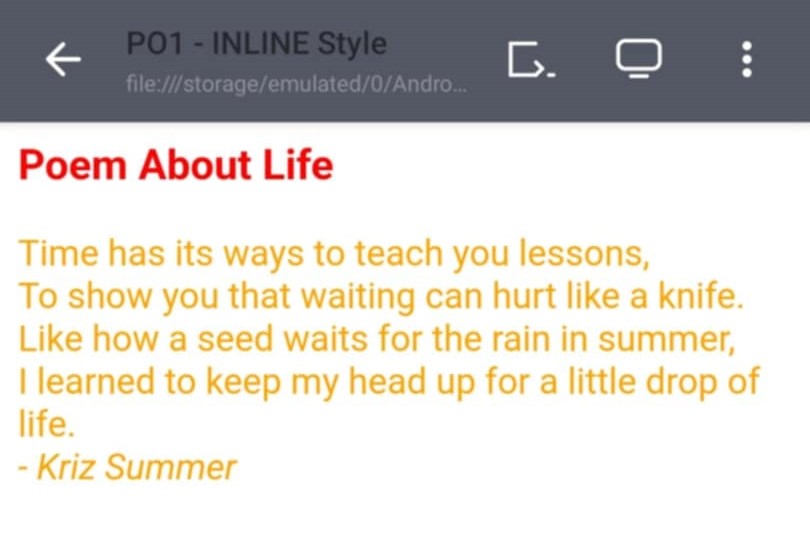 PO1 - INLINE Style
file:///storage/emulated/0/Andro...
Poem About Life
Time has its ways to teach you lessons,
To show you that waiting can hurt like a knife.
Like how a seed waits for the rain in summer,
I learned to keep my head up for a little drop of
life.
- Kriz Summer